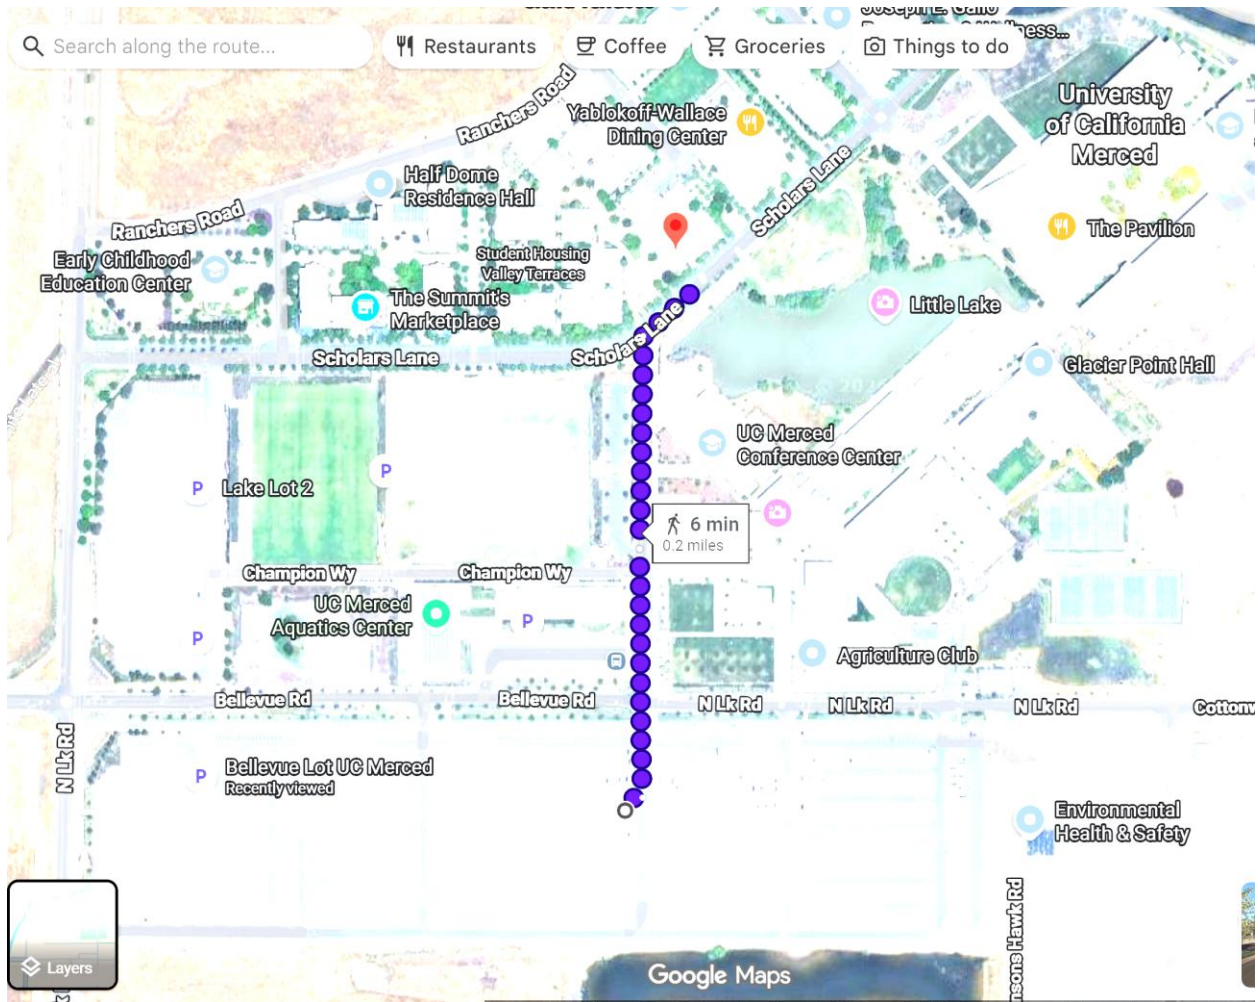 Search along the route...
Restaurants
Coffee
Groceries
Things to do
Joseph E. Gallo
Ranchers Road
Yablokoff-Wallace
Dining Center
University
of California
Merced
Scholars Lane
Half Dome
Residence Hall
Ranchers Road
The Pavilion
Early Childhood
Education Center
Student Housing
Valley Terraces
The Summit's
Marketplace
Little Lake
Scholars Lane
Scholars Lane
Glacier Point Hall
UC Merced
Conference Center
P
P
Lake Lot 2
6 min
0.2 miles
Champion Wy
Champion Wy
UC Merced
Aquatics Center
P
P
Agriculture Club
Bellevue Rd
Bellevue Rd
N Lk Rd
N Lk Rd
N Lk Rd
N Lk Rd
P
Bellevue Lot UC Merced
Recently viewed
Environmental
Health & Safety
Layers
Google Maps